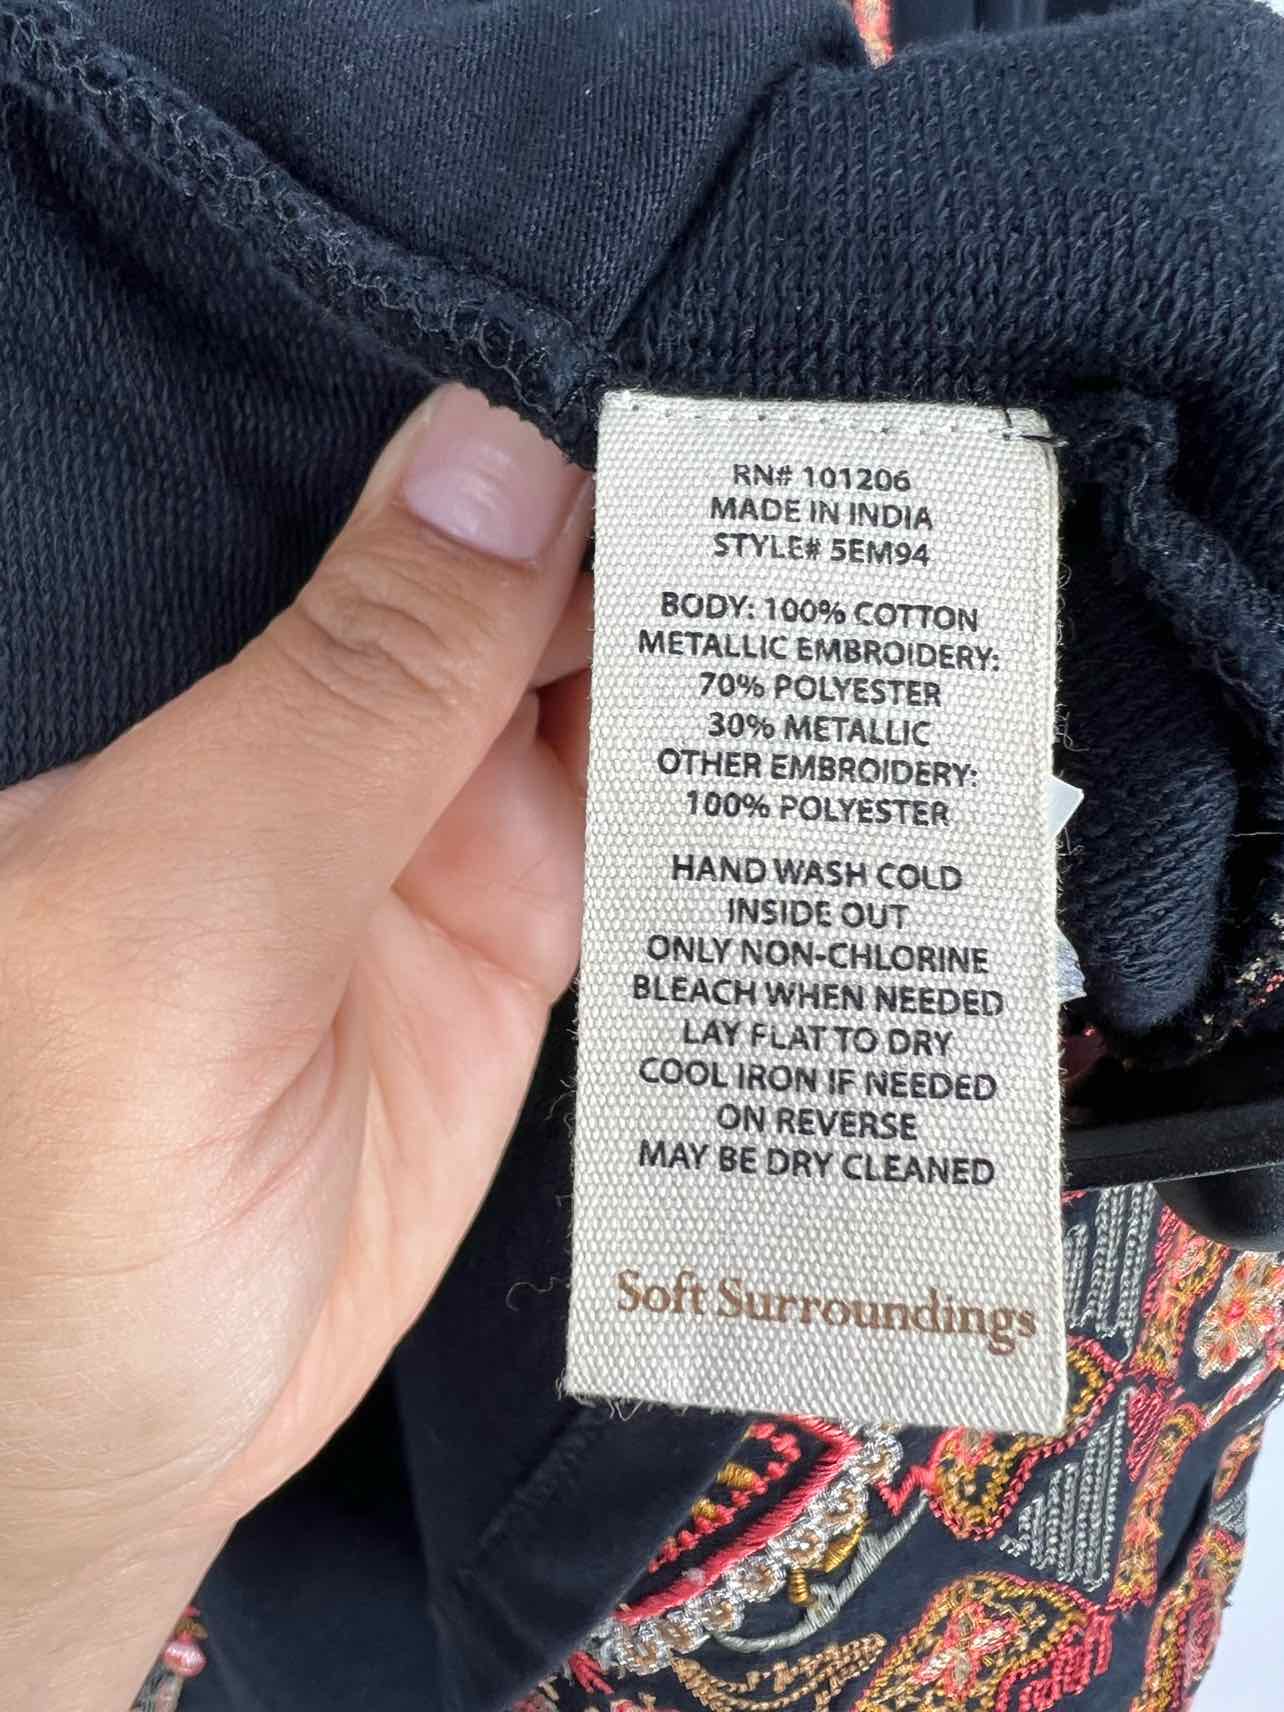 RN# 101206
MADE IN INDIA
STYLE# 5EM94
BODY: 100% COTTON
METALLIC EMBROIDERY:
70% POLYESTER
30% METALLIC
OTHER EMBROIDERY:
100% POLYESTER
HAND WASH COLD
INSIDE OUT
ONLY NON-CHLORINE
BLEACH WHEN NEEDED
LAY FLAT TO DRY
COOL IRON IF NEEDED
ON REVERSE
MAY BE DRY CLEANED
Soft Surroundings